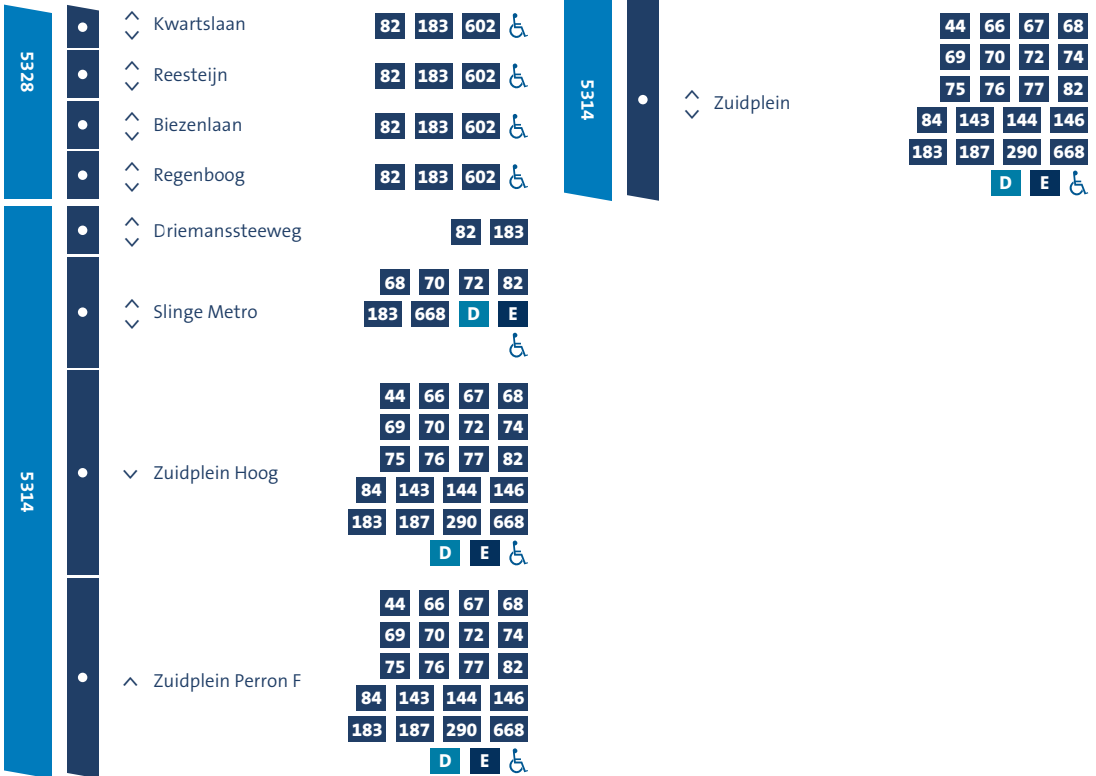 5328
Kwartslaan 82 183 602
Reesteijn 82 183 602
Biezenlaan 82 183 602
Regenboog 82 183 602
5314
Driemanssteeweg 82 183
68 70 72 82
Slinge Metro 183 668 D E
44 66 67 68
69 70 72 74
Zuidplein Hoog 75 76 77 82
84 143 144 146
183 187 290 668
D E
44 66 67 68
69 70 72 74
75 76 77 82
Zuidplein Perron F 84 143 144 146
183 187 290 668
D E
5314
44 66 67 68
69 70 72 74
Zuidplein 75 76 77 82
84 143 144 146
183 187 290 668
D E